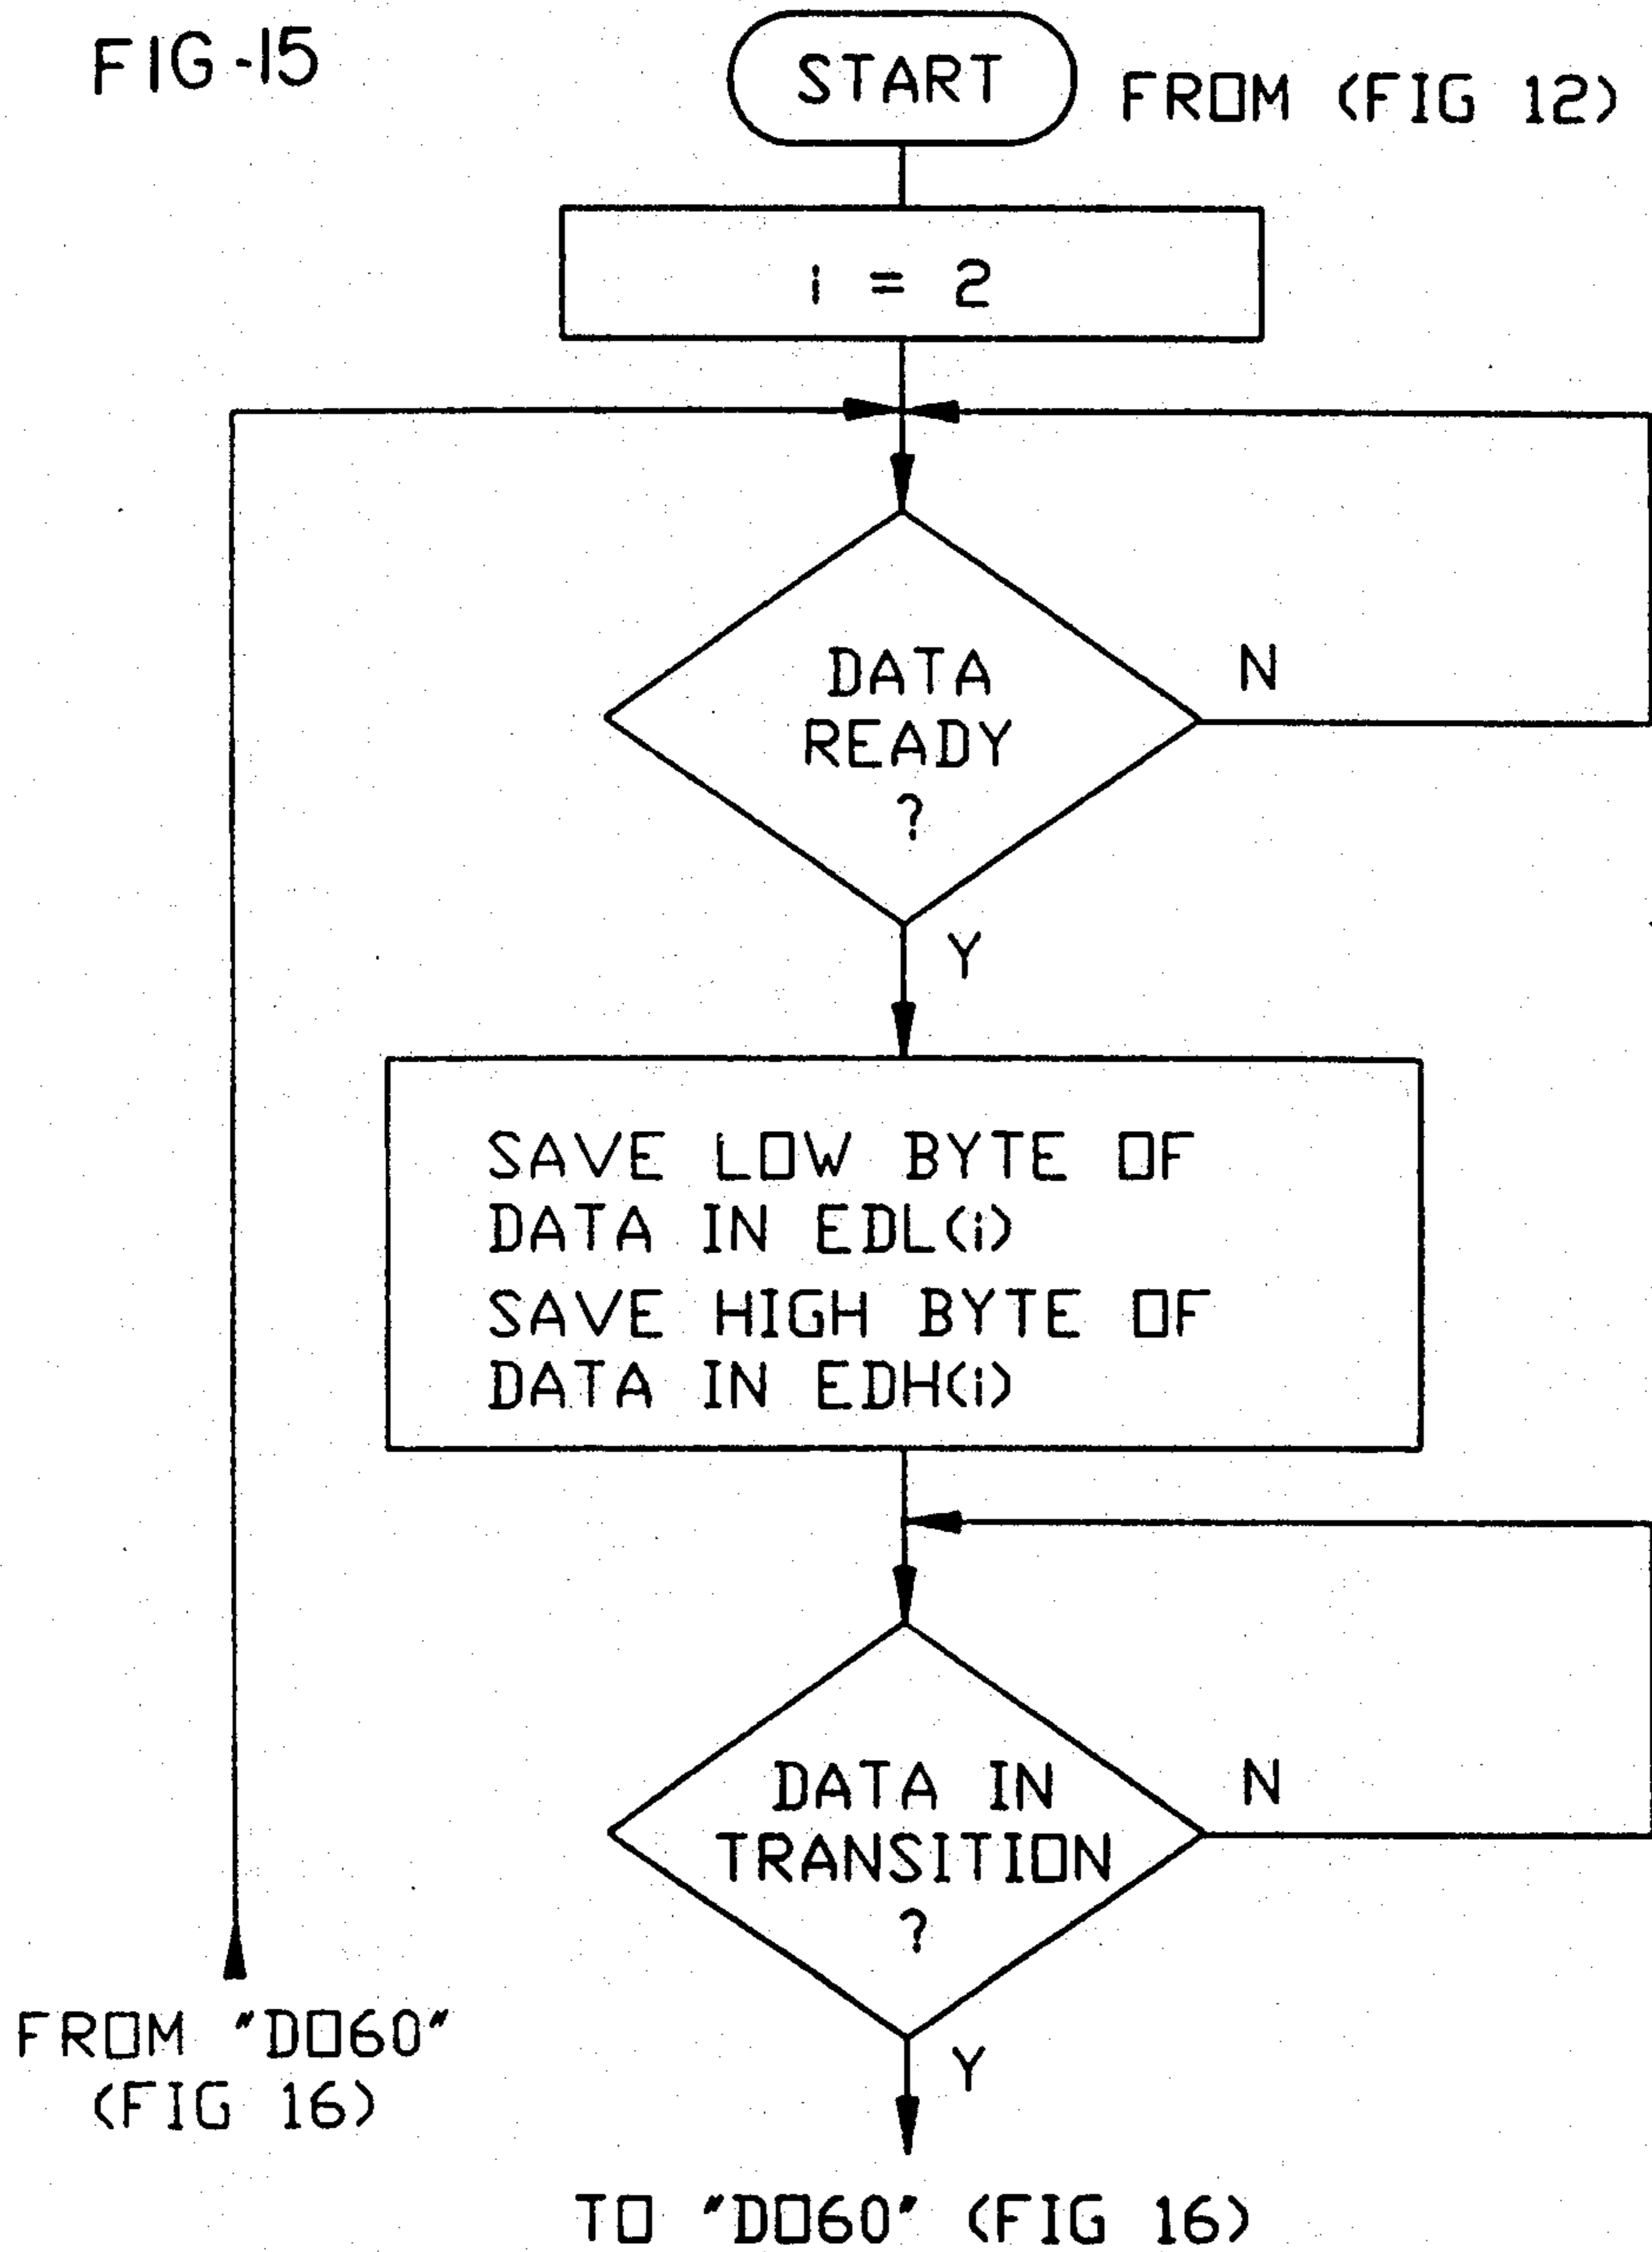 FIG-15
START
FROM (FIG 12)
i = 2
DATA
READY
?
N
Y
SAVE LOW BYTE OF
DATA IN EDL(i)
SAVE HIGH BYTE OF
DATA IN EDH(i)
DATA IN
TRANSITION
?
N
Y
FROM "DO60"
(FIG 16)
TO "DO60" (FIG 16)